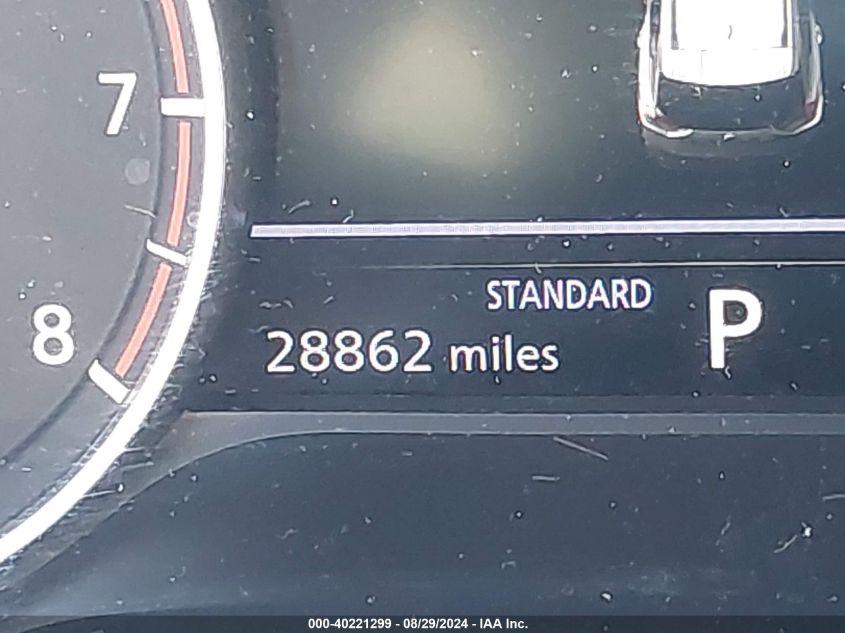 7
STANDARD
P
8
28862 miles
000-40221299 - 08/29/2024 - IAA Inc.